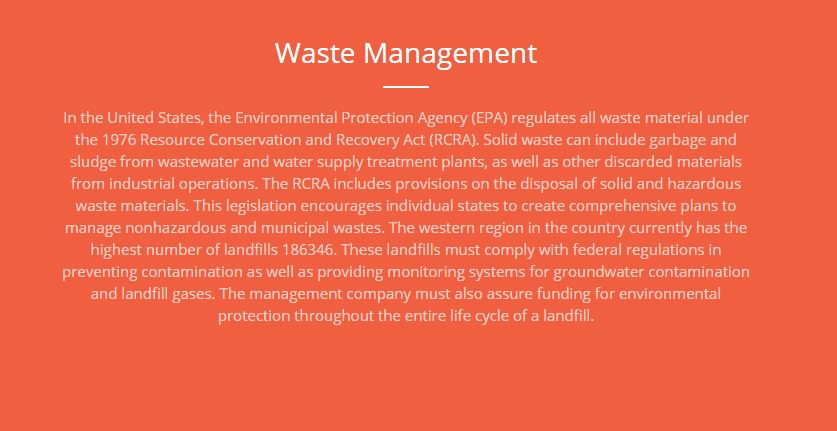 Waste Management
In the United States, the Environmental Protection Agency (EPA) regulates all waste material under
the 1976 Resource Conservation and Recovery Act (RCRA). Solid waste can include garbage and
sludge from wastewater and water supply treatment plants, as well as other discarded materials
from industrial operations. The RCRA includes provisions on the disposal of solid and hazardous
waste materials. This legislation encourages individual states to create comprehensive plans to
manage nonhazardous and municipal wastes. The western region in the country currently has the
highest number of landfills 186346. These landfills must comply with federal regulations in
preventing contamination as well as providing monitoring systems for groundwater contamination
and landfill gases. The management company must also assure funding for environmental
protection throughout the entire life cycle of a landfill.